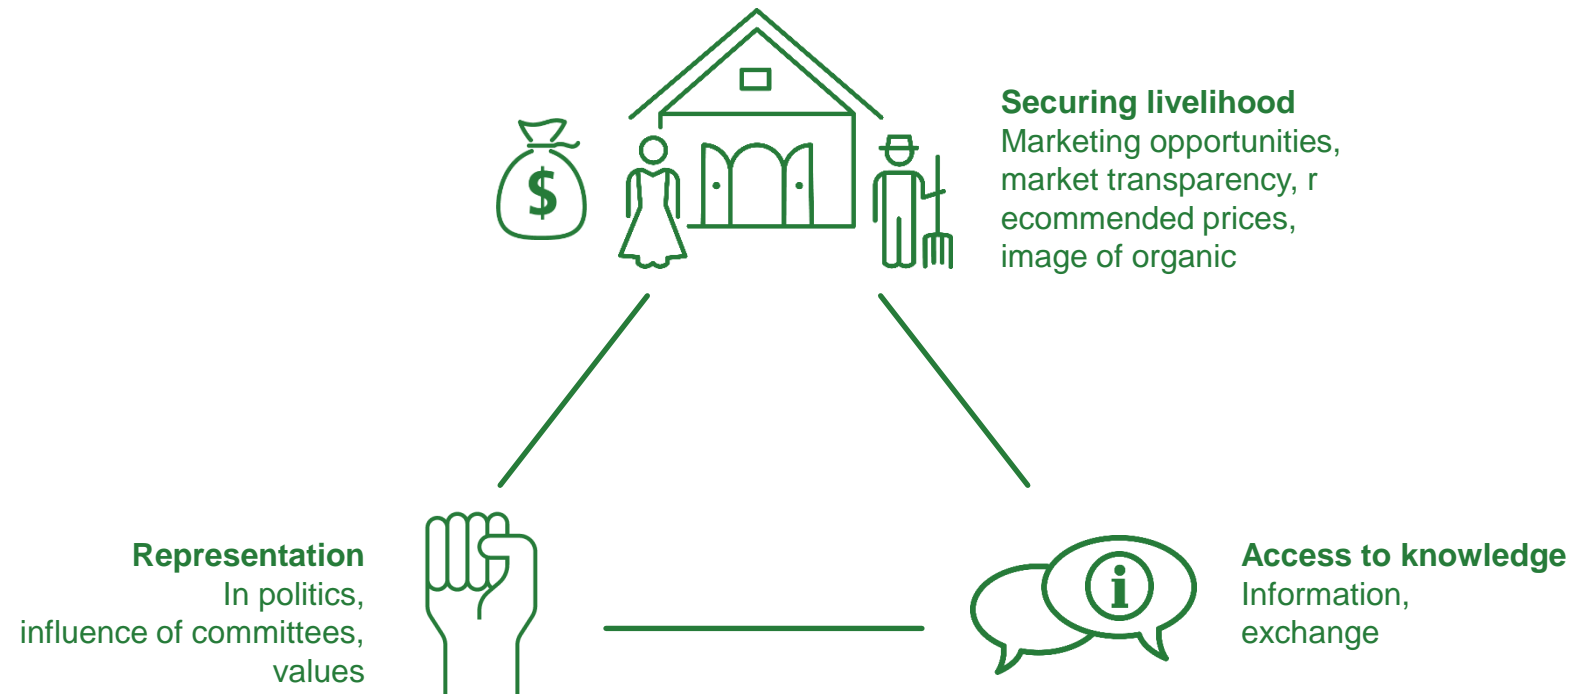 $
Securing livelihood
Marketing opportunities,
market transparency, r
ecommended prices,
image of organic
Representation
In politics,
influence of committees,
values
i
Access to knowledge
Information,
exchange